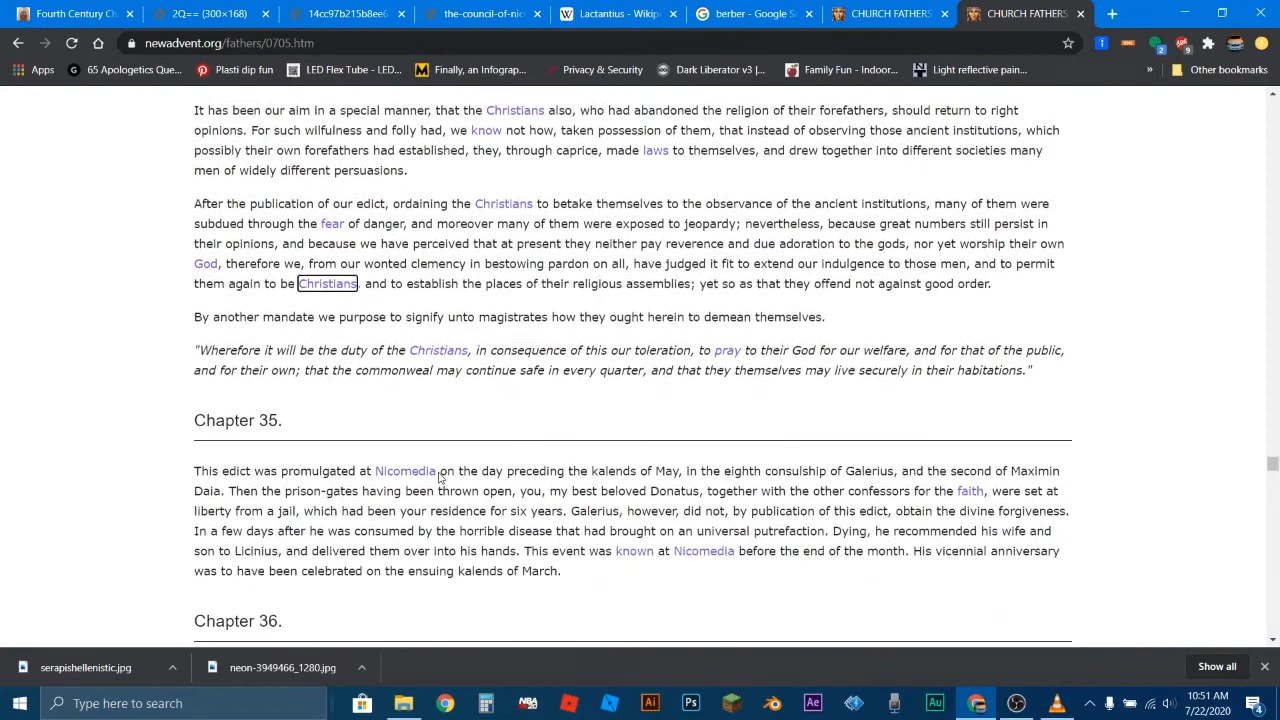 Fourth Century Ch
2Q== (300×168)
14cc97b215b8ee6
the-council-of-nic
Lactantius - Wikipe
berber - Google Se
CHURCH FATHERS
CHURCH FATHERS
newadvent.org/fathers/0705.htm
Apps
65 Apologetics Que...
Plasti dip fun
LED Flex Tube - LED...
Finally, an Infograp...
Privacy & Security
Dark Liberator v3 |...
Family Fun - Indoor...
Light reflective pain...
»
Other bookmarks
It has been our aim in a special manner, that the Christians also, who had abandoned the religion of their forefathers, should return to right
opinions. For such wilfulness and folly had, we know not how, taken possession of them, that instead of observing those ancient institutions, which
possibly their own forefathers had established, they, through caprice, made laws to themselves, and drew together into different societies many
men of widely different persuasions.
After the publication of our edict, ordaining the Christians to betake themselves to the observance of the ancient institutions, many of them were
subdued through the fear of danger, and moreover many of them were exposed to jeopardy; nevertheless, because great numbers still persist in
their opinions, and because we have perceived that at present they neither pay reverence and due adoration to the gods, nor yet worship their own
God, therefore we, from our wonted clemency in bestowing pardon on all, have judged it fit to extend our indulgence to those men, and to permit
them again to be Christians, and to establish the places of their religious assemblies; yet so as that they offend not against good order.
By another mandate we purpose to signify unto magistrates how they ought herein to demean themselves.
"Wherefore it will be the duty of the Christians, in consequence of this our toleration, to pray to their God for our welfare, and for that of the public,
and for their own; that the commonweal may continue safe in every quarter, and that they themselves may live securely in their habitations."
Chapter 35.
This edict was promulgated at Nicomedia on the day preceding the kalends of May, in the eighth consulship of Galerius, and the second of Maximin
Daia. Then the prison-gates having been thrown open, you, my best beloved Donatus, together with the other confessors for the faith, were set at
liberty from a jail, which had been your residence for six years. Galerius, however, did not, by publication of this edict, obtain the divine forgiveness.
In a few days after he was consumed by the horrible disease that had brought on an universal putrefaction. Dying, he recommended his wife and
son to Licinius, and delivered them over into his hands. This event was known at Nicomedia before the end of the month. His vicennial anniversary
was to have been celebrated on the ensuing kalends of March.
Chapter 36.
serapishellenistic.jpg
neon-3949466_1280.jpg
Show all
Type here to search
Ai
Ps
Ae
Au
10:51 AM
7/22/2020